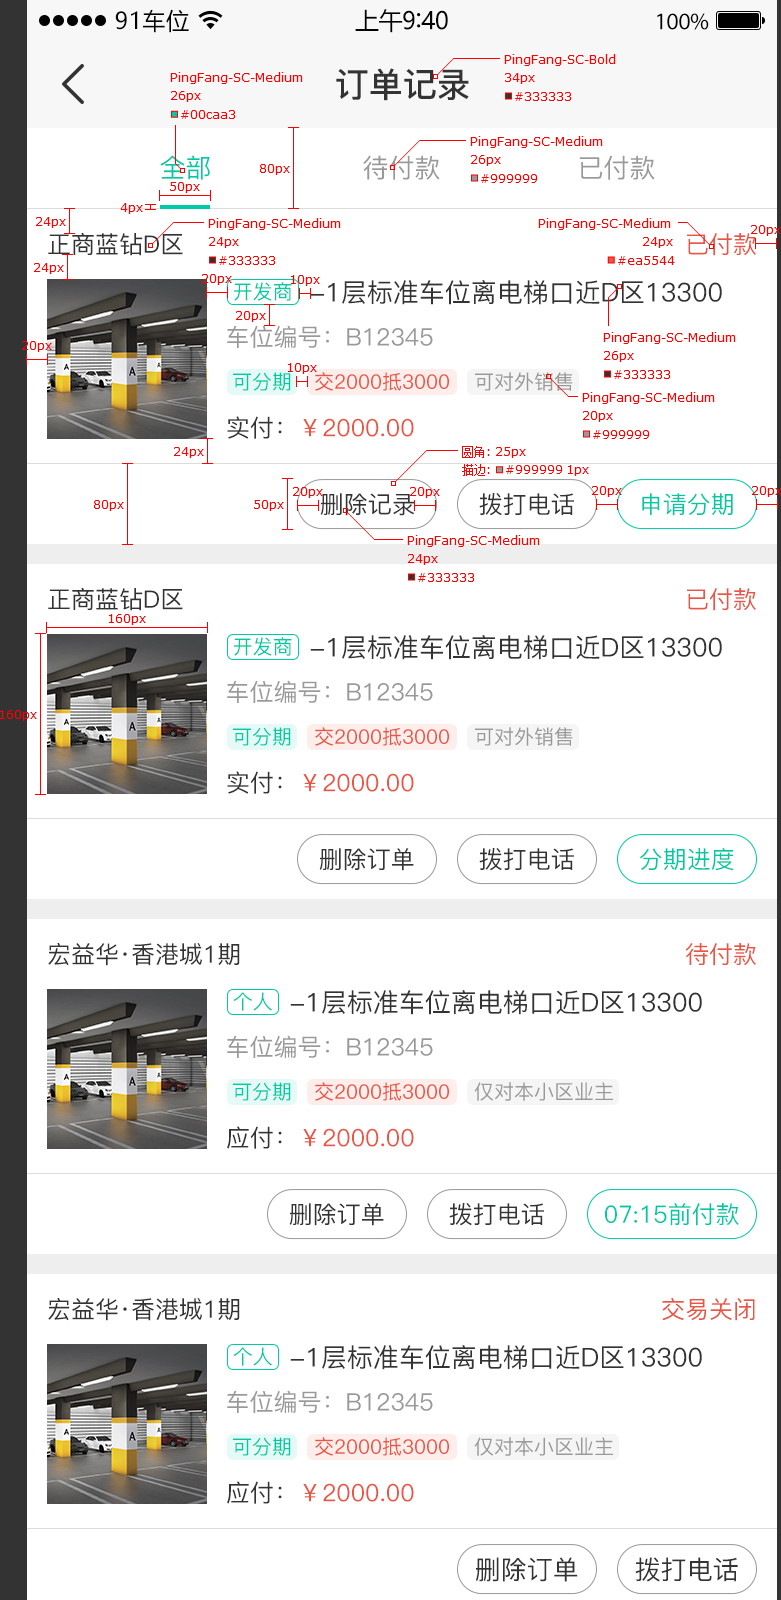 91车位 上午9:40 100%
订单记录
PingFang-SC-Bold
34px
#333333
PingFang-SC-Medium
26px
#00caa3
全部 待付款 已付款
50px
4px
80px
PingFang-SC-Medium
26px
#999999
24px
正商蓝钻D区 已付款
24px
PingFang-SC-Medium
24px
#333333
PingFang-SC-Medium
24px
#ea5544
20px
20px
10px
开发商 -1层标准车位离电梯口近D区13300
20px
车位编号：B12345
PingFang-SC-Medium
26px
#333333
20px
A A A
10px
可分期 交2000抵3000 可对外销售
PingFang-SC-Medium
20px
#999999
实付： ￥2000.00
24px
圆角：25px
描边：#999999 1px
80px
50px
20px
20px
20px
20px
删除记录 拨打电话 申请分期
PingFang-SC-Medium
24px
#333333
正商蓝钻D区 已付款
160px
160px
开发商 -1层标准车位离电梯口近D区13300
车位编号：B12345
A A A
可分期 交2000抵3000 可对外销售
实付： ￥2000.00
删除订单 拨打电话 分期进度
宏益华·香港城1期 待付款
个人 -1层标准车位离电梯口近D区13300
车位编号：B12345
A A A
可分期 交2000抵3000 仅对本小区业主
应付： ￥2000.00
删除订单 拨打电话 07:15前付款
宏益华·香港城1期 交易关闭
个人 -1层标准车位离电梯口近D区13300
车位编号：B12345
A A A
可分期 交2000抵3000 仅对本小区业主
应付： ￥2000.00
删除订单 拨打电话